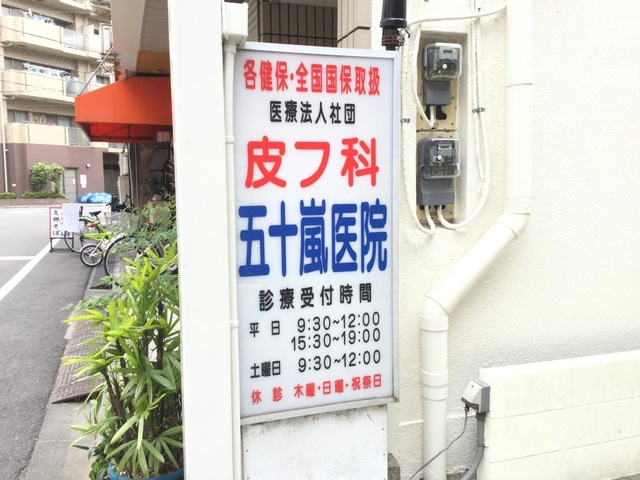 各健保・全国国保取扱
医療法人社団
皮フ科
五十嵐医院
診療受付時間
平日 9:30~12:00
15:30~19:00
土曜日 9:30~12:00
休診 木曜・日曜・祝祭日